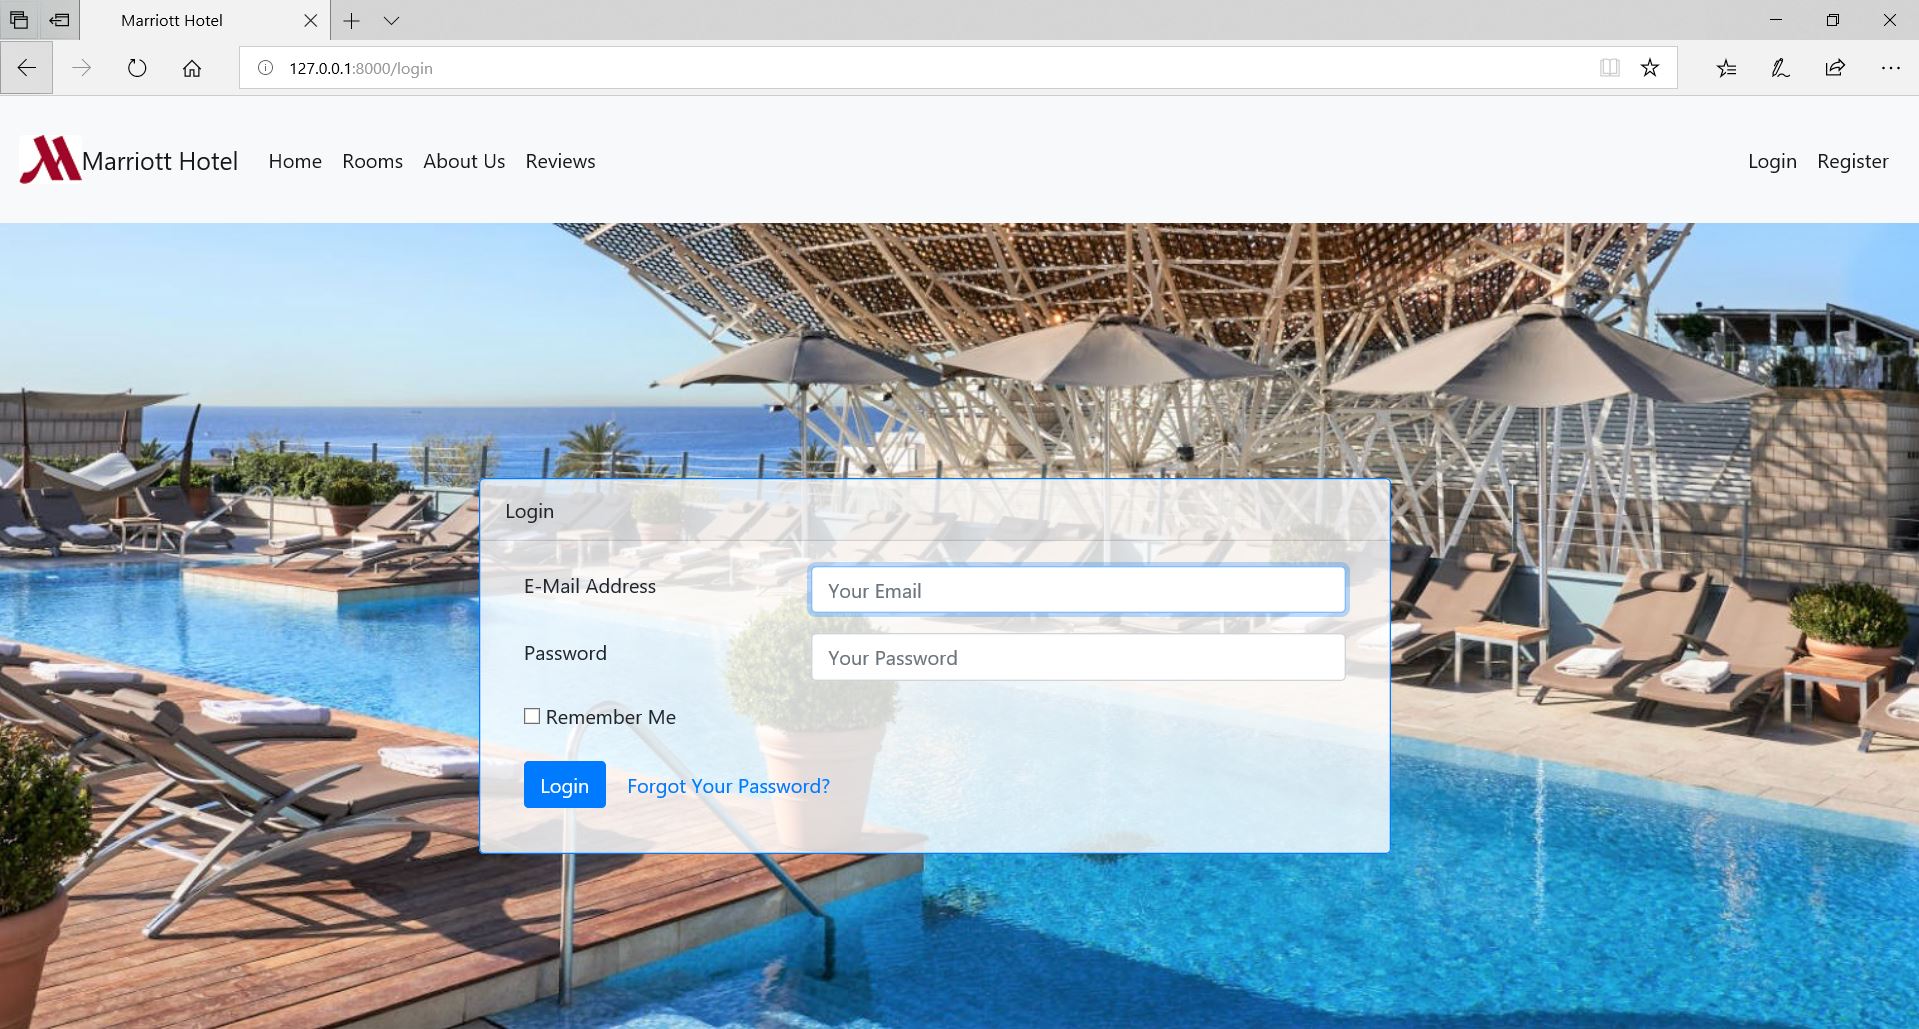 Marriott Hotel
127.0.0.1:8000/login
Marriott Hotel Home Rooms About Us Reviews Login Register
Login
E-Mail Address Your Email
Password Your Password
Remember Me
Login Forgot Your Password?